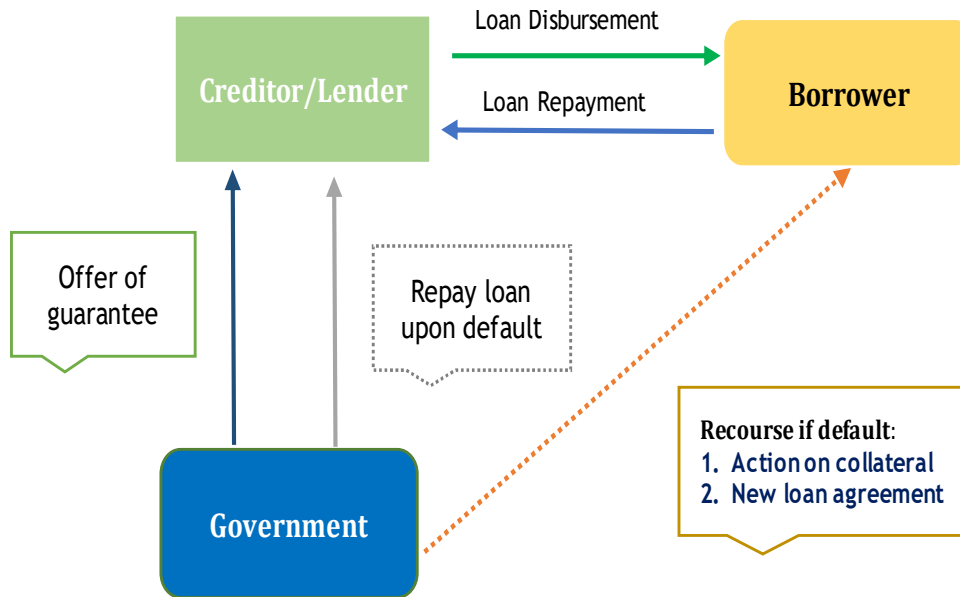 Loan Disbursement
Creditor/Lender
Borrower
Loan Repayment
Offer of
guarantee
Repay loan
upon default
Recourse if default:
1. Action on collateral
2. New loan agreement
Government